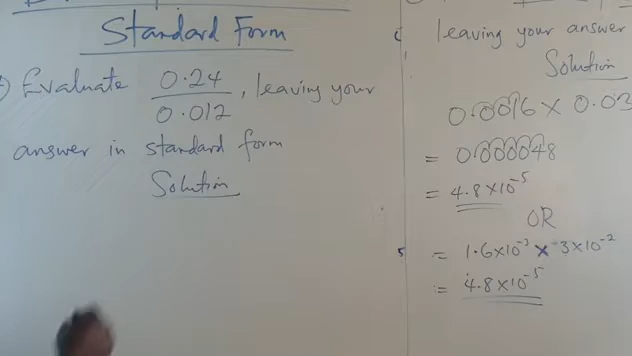 Standard Form
Evaluate 0.24 / 0.012, leaving your
answer in standard form
Solution
leaving your answer
Solution
0.0016 × 0.03
= 0.000048
= 4.8×10⁻⁵
OR
= 1.6×10⁻³ × 3×10⁻²
= 4.8×10⁻⁵